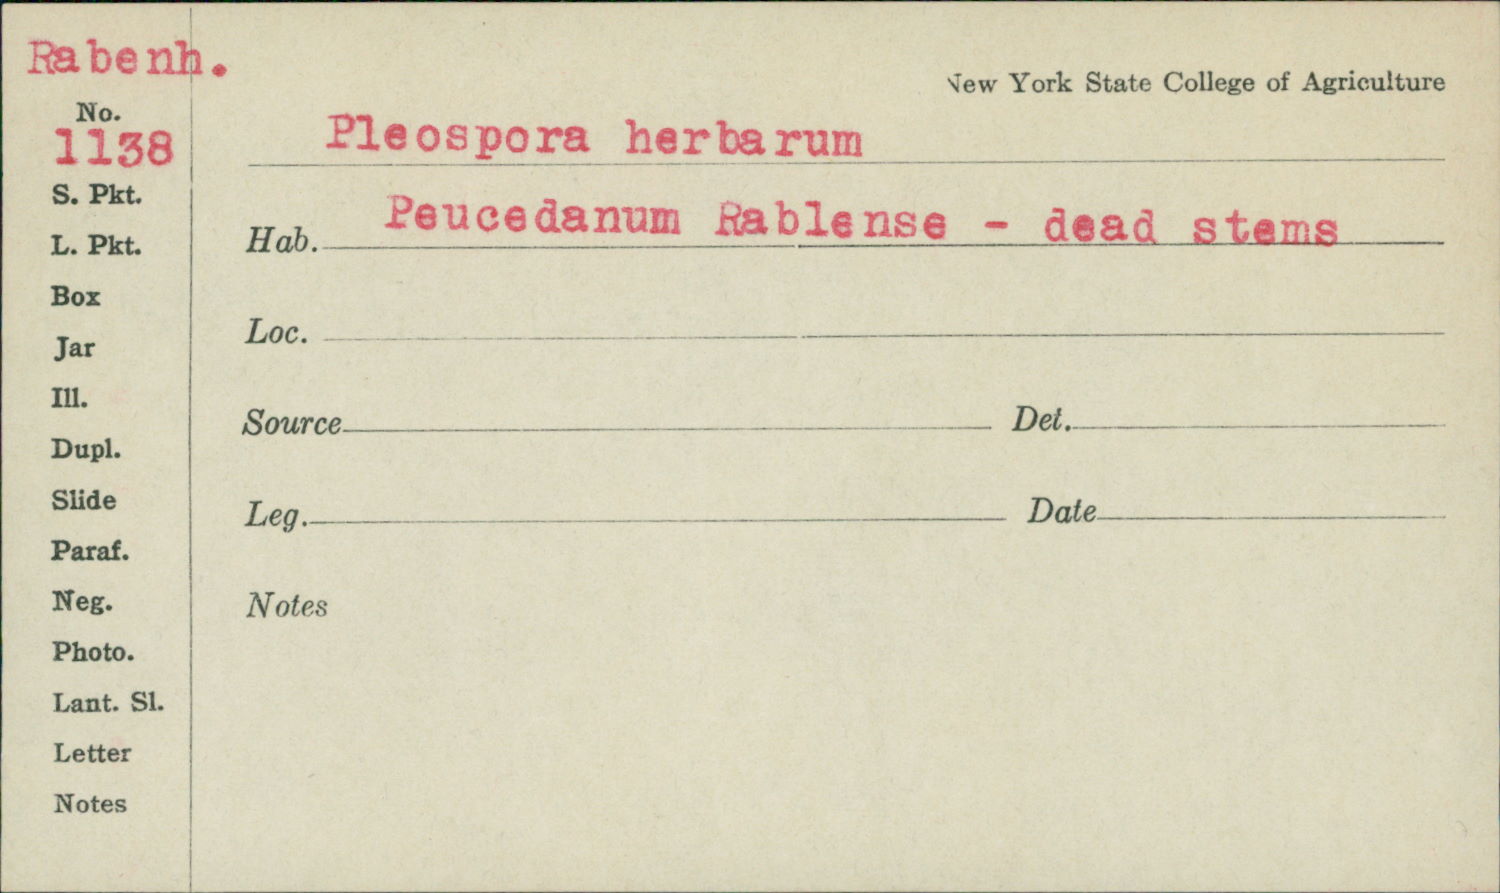 Rabenh.
New York State College of Agriculture
No.
1138
Pleospora herbarum
S. Pkt.
Hab. Peucedanum Rablense - dead stems
L. Pkt.
Box
Loc.
Jar
Ill.
Source Det.
Dupl.
Slide
Leg. Date
Paraf.
Neg.
Notes
Photo.
Lant. Sl.
Letter
Notes